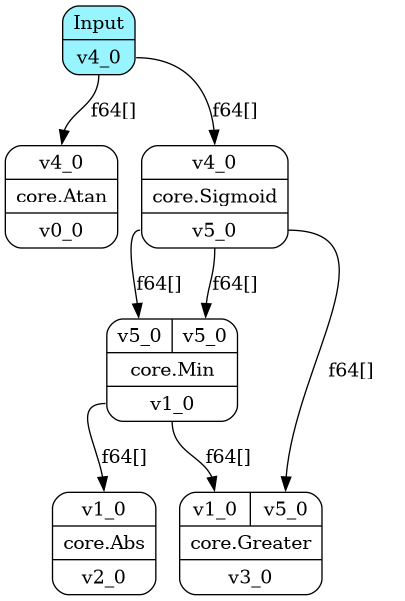 Input
v4_0
f64[] f64[]
v4_0 v4_0
core.Atan core.Sigmoid
v0_0 v5_0
f64[] f64[]
v5_0 v5_0
f64[]
core.Min
v1_0
f64[] f64[]
v1_0 v1_0 v5_0
core.Abs core.Greater
v2_0 v3_0